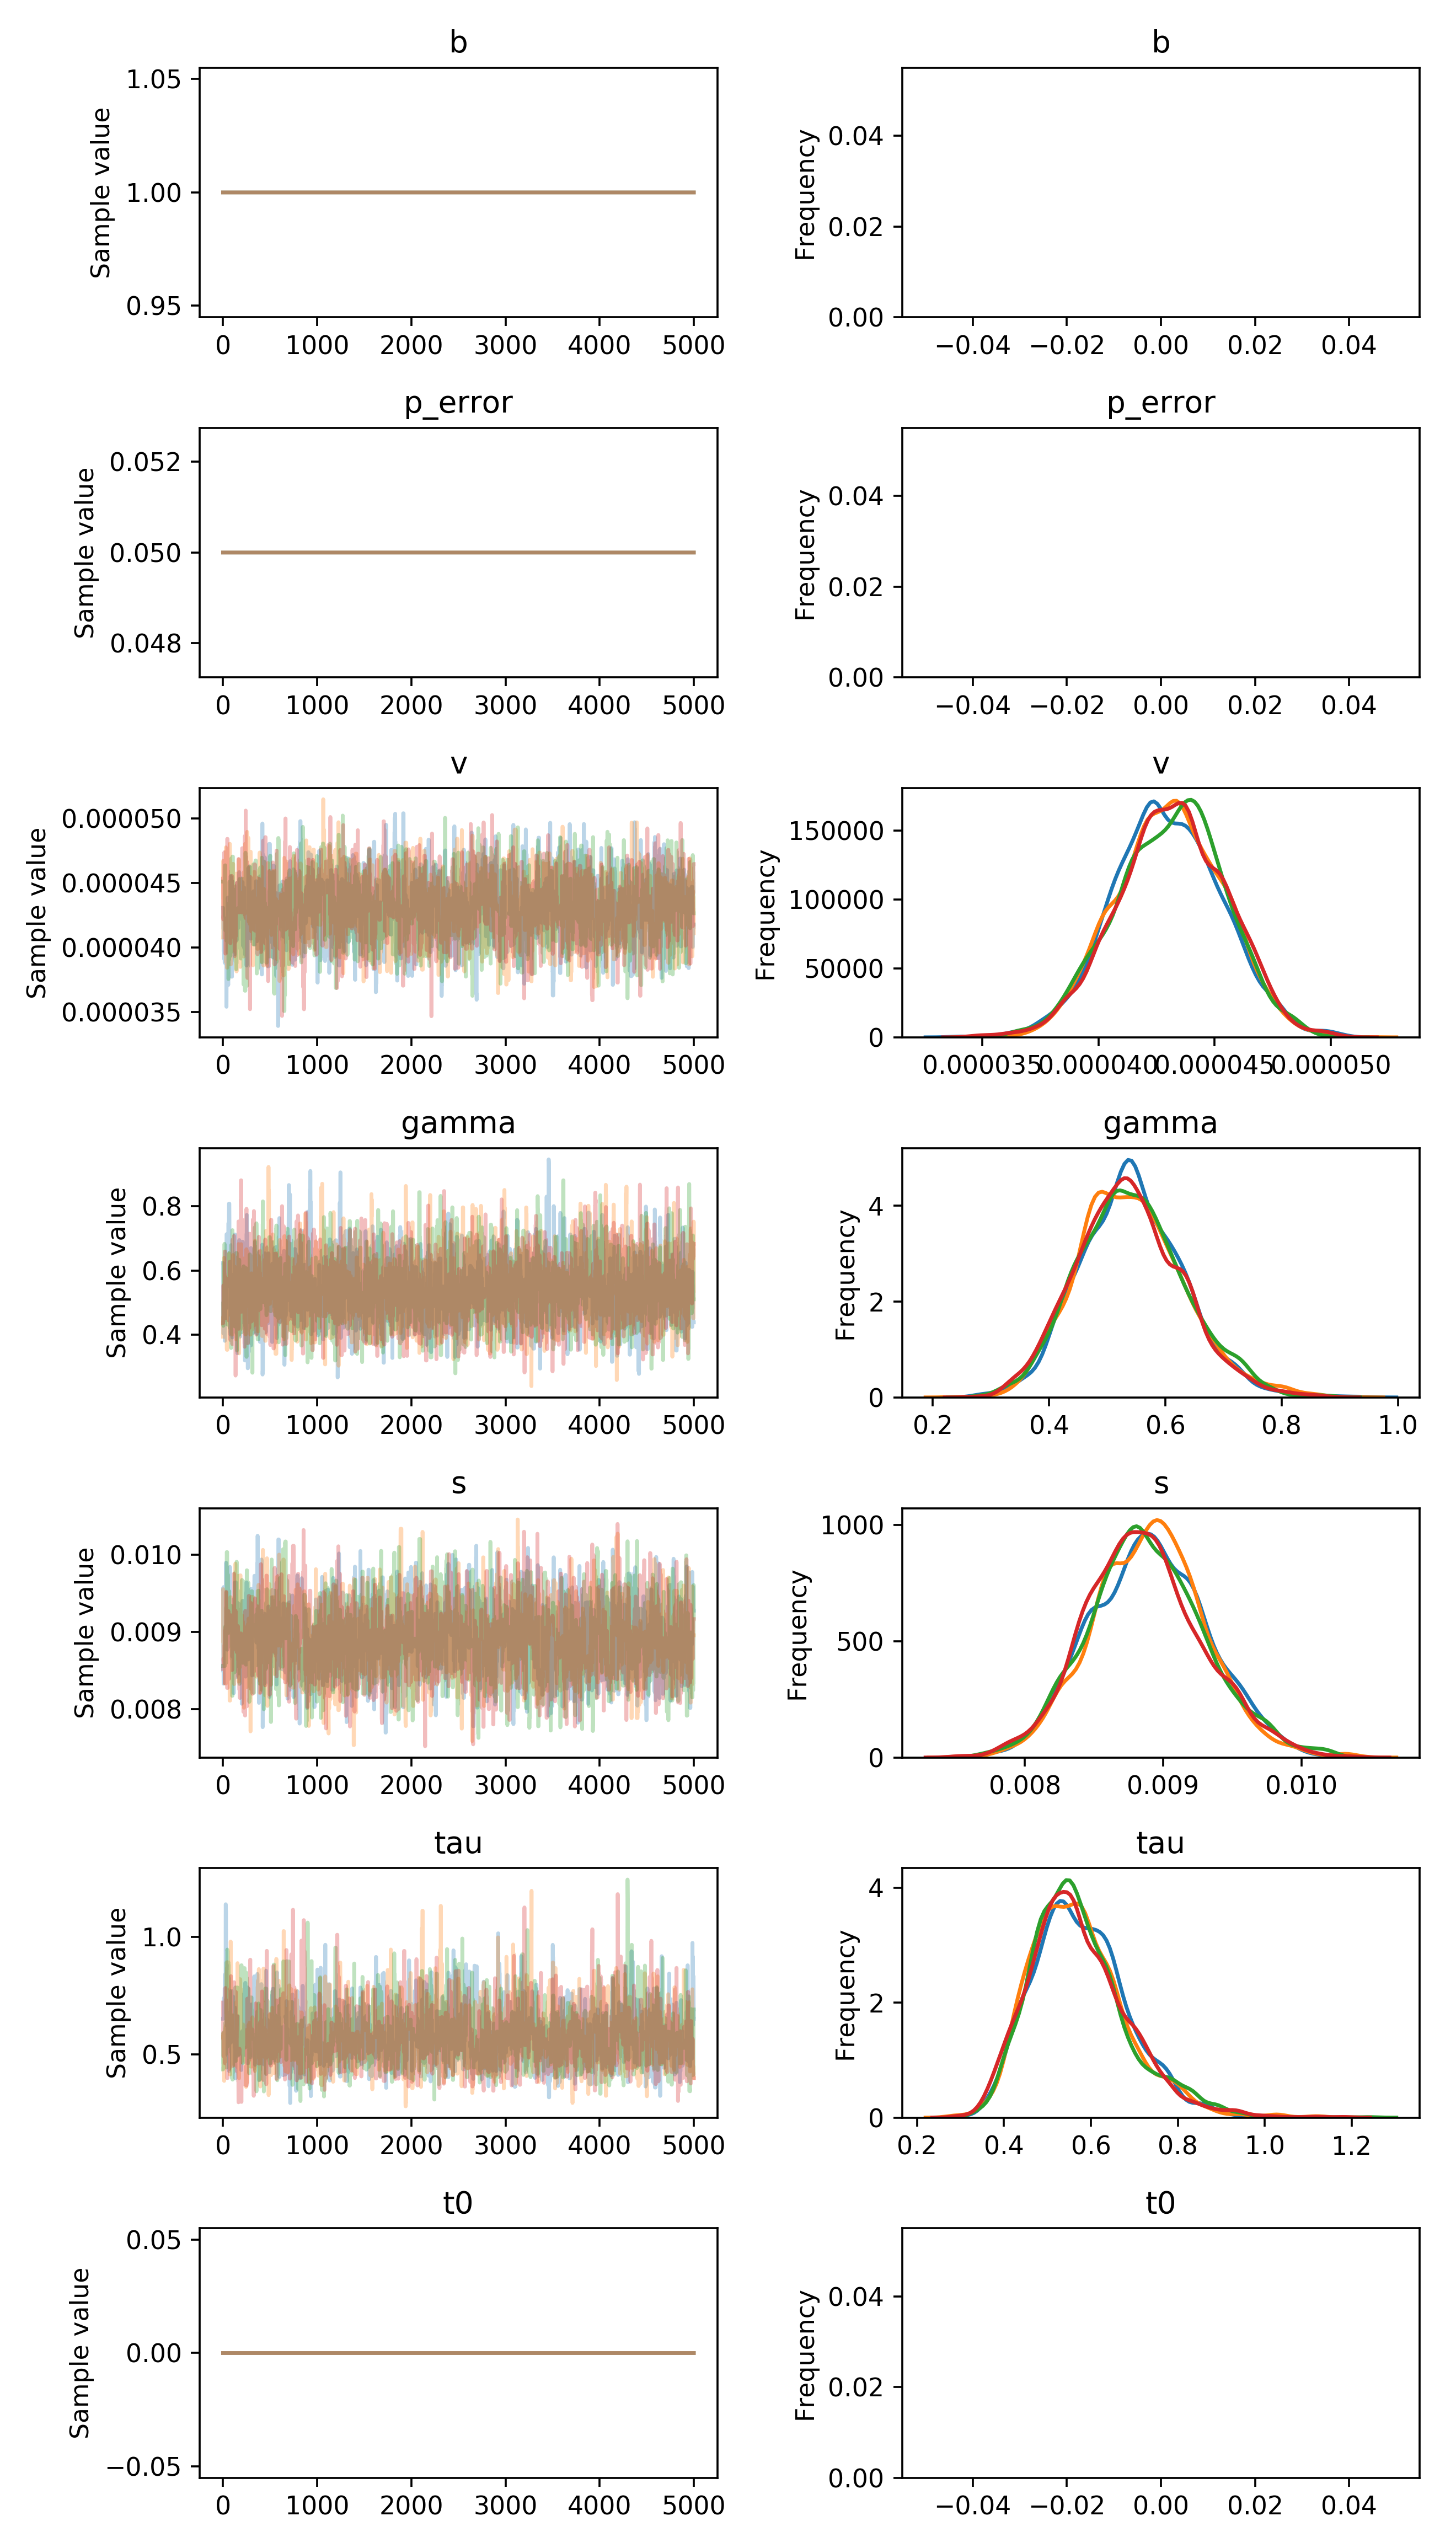 b
b
Sample value
1.05
1.00
0.95
0 1000 2000 3000 4000 5000
Frequency
0.04
0.02
0.00
−0.04 −0.02 0.00 0.02 0.04
p_error
p_error
Sample value
0.052
0.050
0.048
0 1000 2000 3000 4000 5000
Frequency
0.04
0.02
0.00
−0.04 −0.02 0.00 0.02 0.04
v
v
Sample value
0.000050
0.000045
0.000040
0.000035
0 1000 2000 3000 4000 5000
Frequency
150000
100000
50000
0
0.000035 0.000040 0.000045 0.000050
gamma
gamma
Sample value
0.8
0.6
0.4
0 1000 2000 3000 4000 5000
Frequency
4
2
0
0.2 0.4 0.6 0.8 1.0
s
s
Sample value
0.010
0.009
0.008
0 1000 2000 3000 4000 5000
Frequency
1000
500
0
0.008 0.009 0.010
tau
tau
Sample value
1.0
0.5
0 1000 2000 3000 4000 5000
Frequency
4
2
0
0.2 0.4 0.6 0.8 1.0 1.2
t0
t0
Sample value
0.05
0.00
−0.05
0 1000 2000 3000 4000 5000
Frequency
0.04
0.02
0.00
−0.04 −0.02 0.00 0.02 0.04